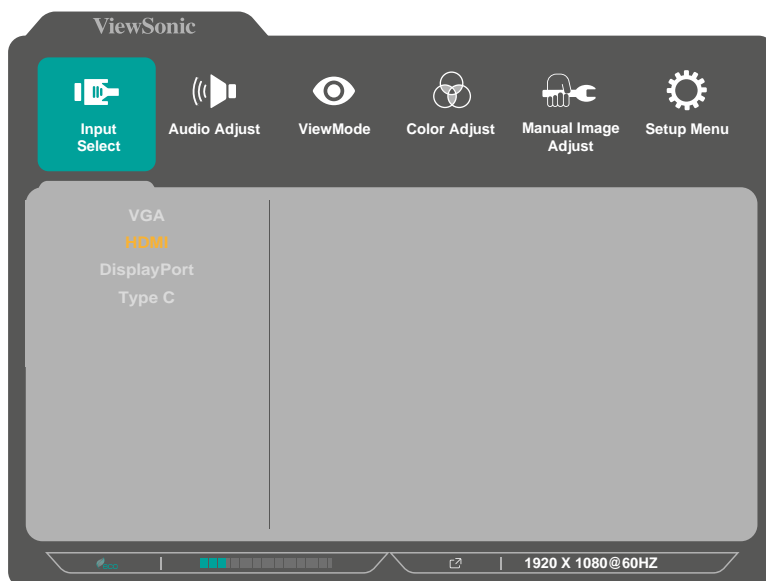 ViewSonic
Input
Select
Audio Adjust
ViewMode
Color Adjust
Manual Image
Adjust
Setup Menu
VGA
HDMI
DisplayPort
Type C
1920 X 1080@60HZ